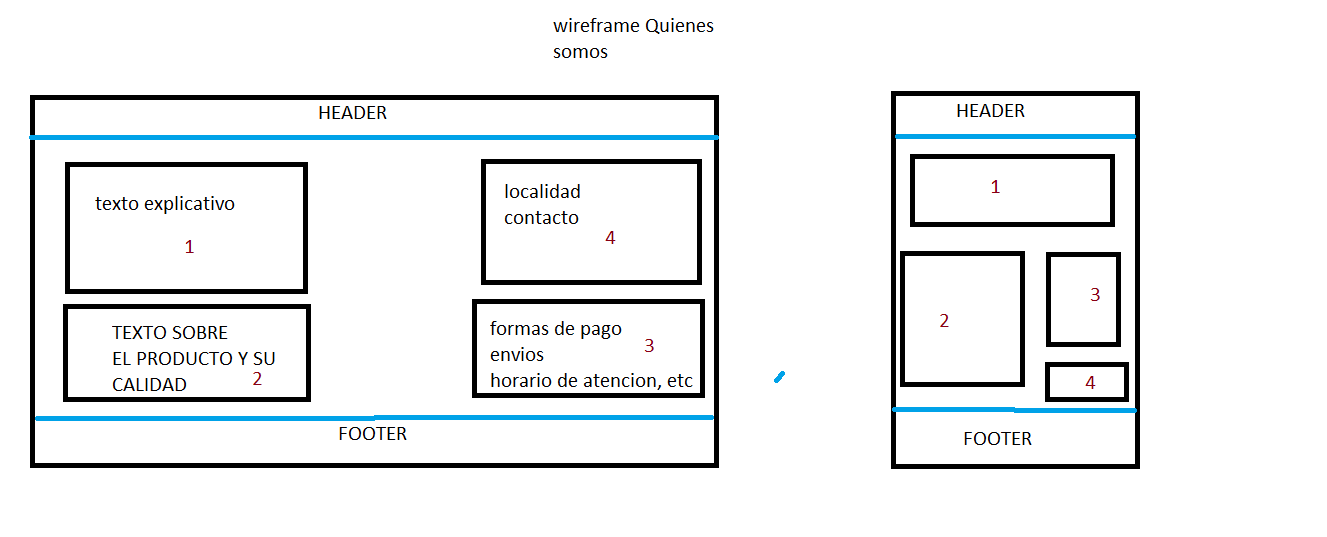 wireframe Quienes
somos
HEADER
texto explicativo
1
localidad
contacto
4
TEXTO SOBRE
EL PRODUCTO Y SU
CALIDAD
2
formas de pago
envios
horario de atencion, etc
3
FOOTER
HEADER
1
2
3
4
FOOTER